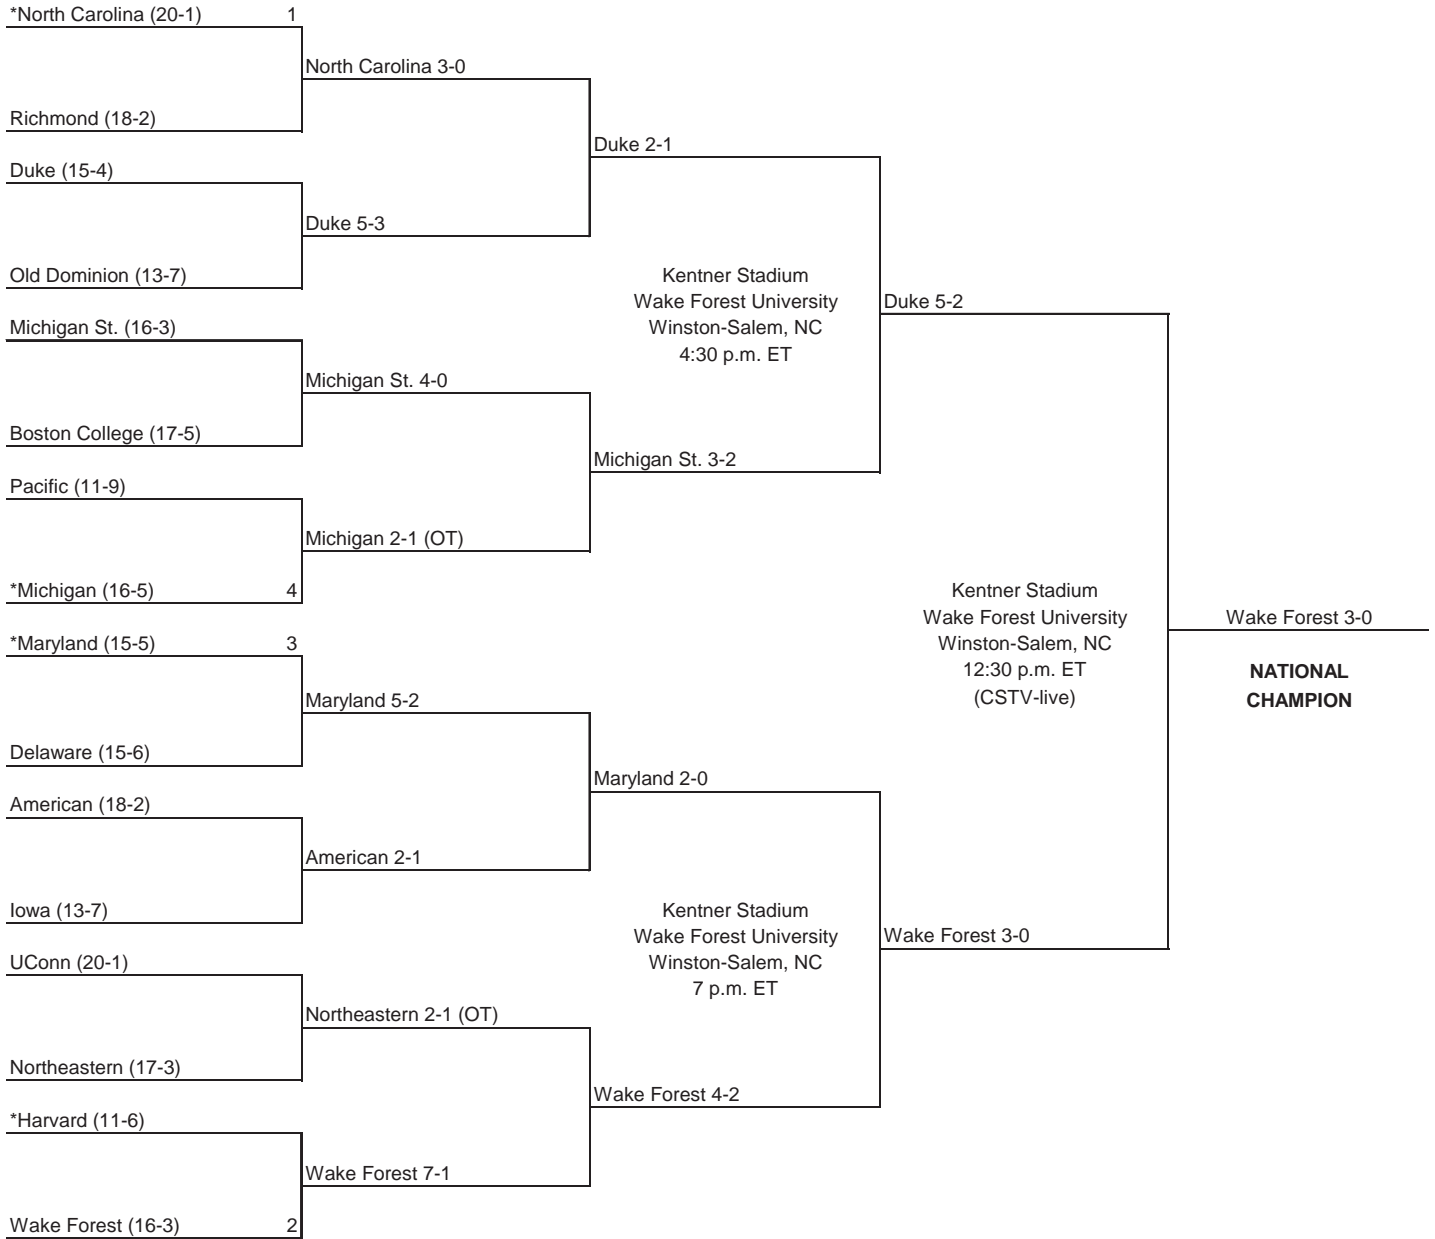 *North Carolina (20-1) 1
North Carolina 3-0
Richmond (18-2)
Duke 2-1
Duke (15-4)
Duke 5-3
Old Dominion (13-7)
Kentner Stadium
Wake Forest University
Winston-Salem, NC
4:30 p.m. ET
Duke 5-2
Michigan St. (16-3)
Michigan St. 4-0
Boston College (17-5)
Michigan St. 3-2
Pacific (11-9)
Michigan 2-1 (OT)
*Michigan (16-5) 4
Kentner Stadium
Wake Forest University
Winston-Salem, NC
12:30 p.m. ET
(CSTV-live)
Wake Forest 3-0
NATIONAL
CHAMPION
*Maryland (15-5) 3
Maryland 5-2
Delaware (15-6)
Maryland 2-0
American (18-2)
American 2-1
Iowa (13-7)
Kentner Stadium
Wake Forest University
Winston-Salem, NC
7 p.m. ET
Wake Forest 3-0
UConn (20-1)
Northeastern 2-1 (OT)
Northeastern (17-3)
Wake Forest 4-2
*Harvard (11-6)
Wake Forest 7-1
Wake Forest (16-3) 2